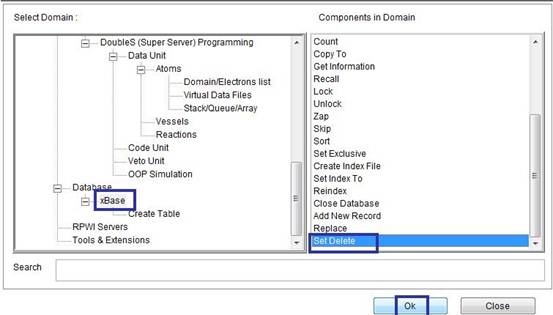 Select Domain :
DoubleS (Super Server) Programming
Data Unit
Atoms
Domain/Electrons list
Virtual Data Files
Stack/Queue/Array
Vessels
Reactions
Code Unit
Veto Unit
OOP Simulation
Database
xBase
Create Table
RPWI Servers
Tools & Extensions
Components in Domain
Count
Copy To
Get Information
Recall
Lock
Unlock
Zap
Skip
Sort
Set Exclusive
Create Index File
Set Index To
Reindex
Close Database
Add New Record
Replace
Set Delete
Search
Ok
Close